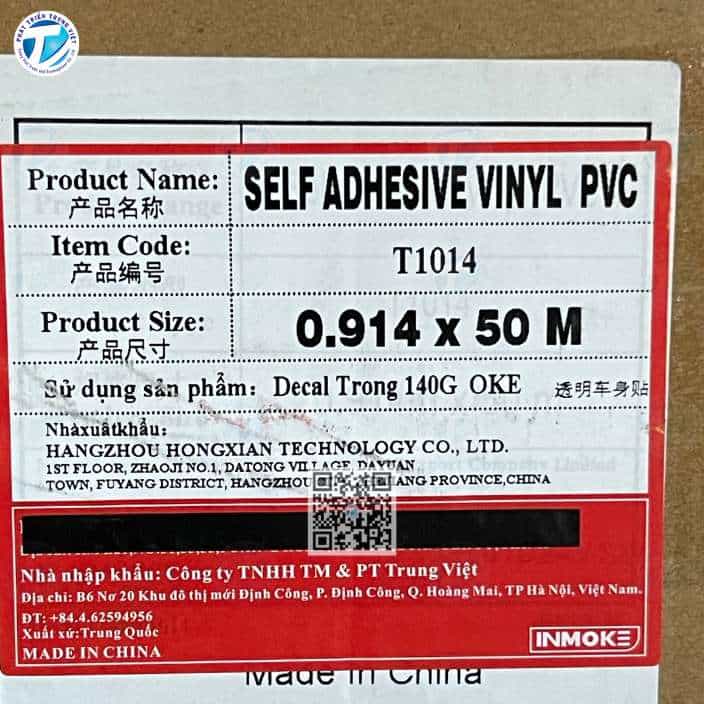 PHÁT TRIỂN TRUNG VIỆT
Product Name: SELF ADHESIVE VINYL PVC
产品名称
Item Code: T1014
产品编号
Product Size: 0.914 x 50 M
产品尺寸
Sử dụng sản phẩm: Decal Trong 140G OKE 透明车身贴
Nhàxuấtkhẩu:
HANGZHOU HONGXIAN TECHNOLOGY CO., LTD.
1ST FLOOR, ZHAOJI NO.1, DATONG VILLAGE, DAYUAN
TOWN, FUYANG DISTRICT, HANGZHOU PROVINCE,CHINA
Nhà nhập khẩu: Công ty TNHH TM & PT Trung Việt
Địa chỉ: B6 Nơ 20 Khu đô thị mới Định Công, P. Định Công, Q. Hoàng Mai, TP Hà Nội, Việt Nam.
ĐT: +84.4.62594956
Xuất xứ:Trung Quốc
MADE IN CHINA
INMOKE
Made In China